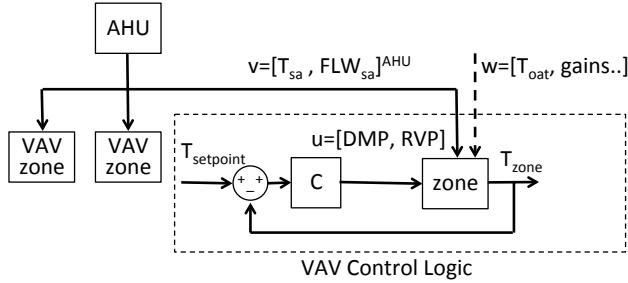 AHU
v=[Tsa , FLWsa]AHU
w=[Toat, gains..]
VAV zone
VAV zone
u=[DMP, RVP]
Tsetpoint
Tzone
+ +
−
C
zone
VAV Control Logic